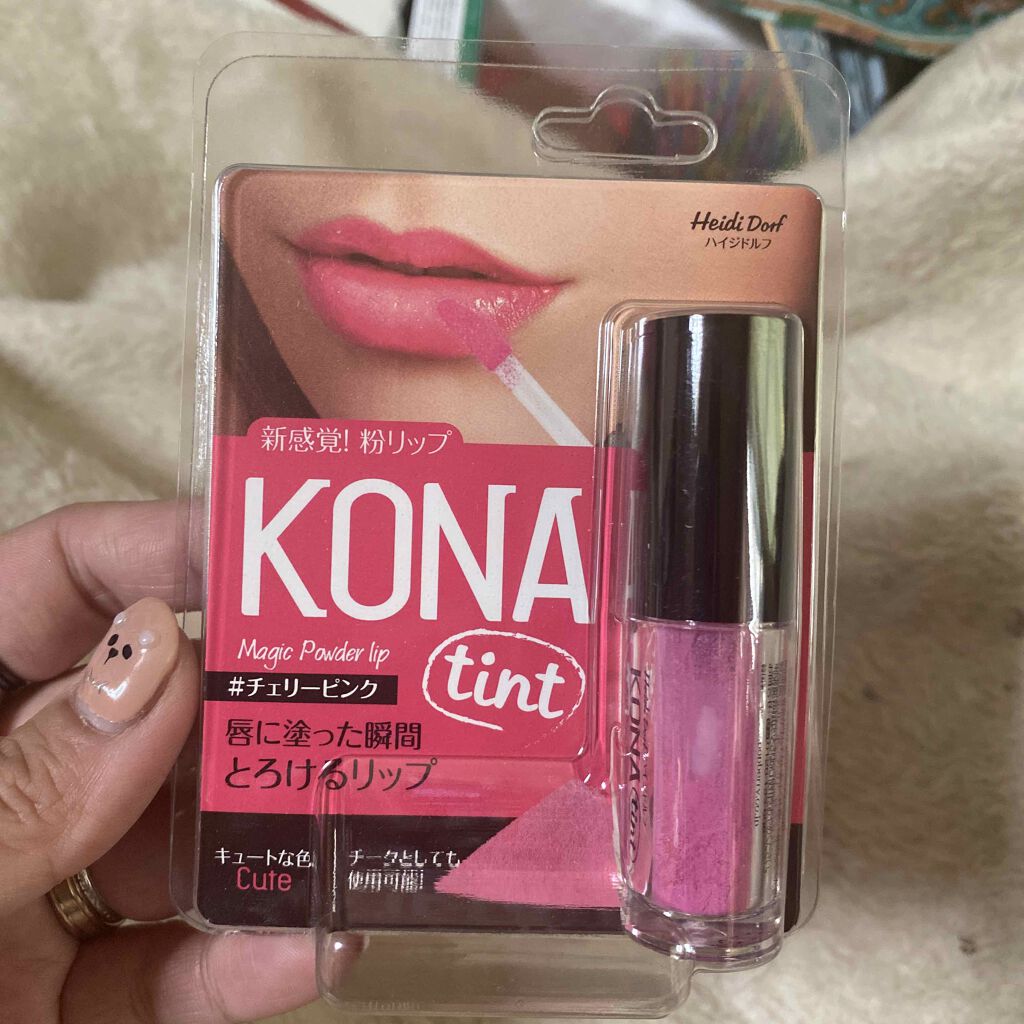 Heidi Dorf
ハイジドルフ
新感覚! 粉リップ
KONA
Magic Powder lip
tint
#チェリーピンク
唇に塗った瞬間
とろけるリップ
キュートな色
Cute
チークとしても
使用可能!
KONA tint